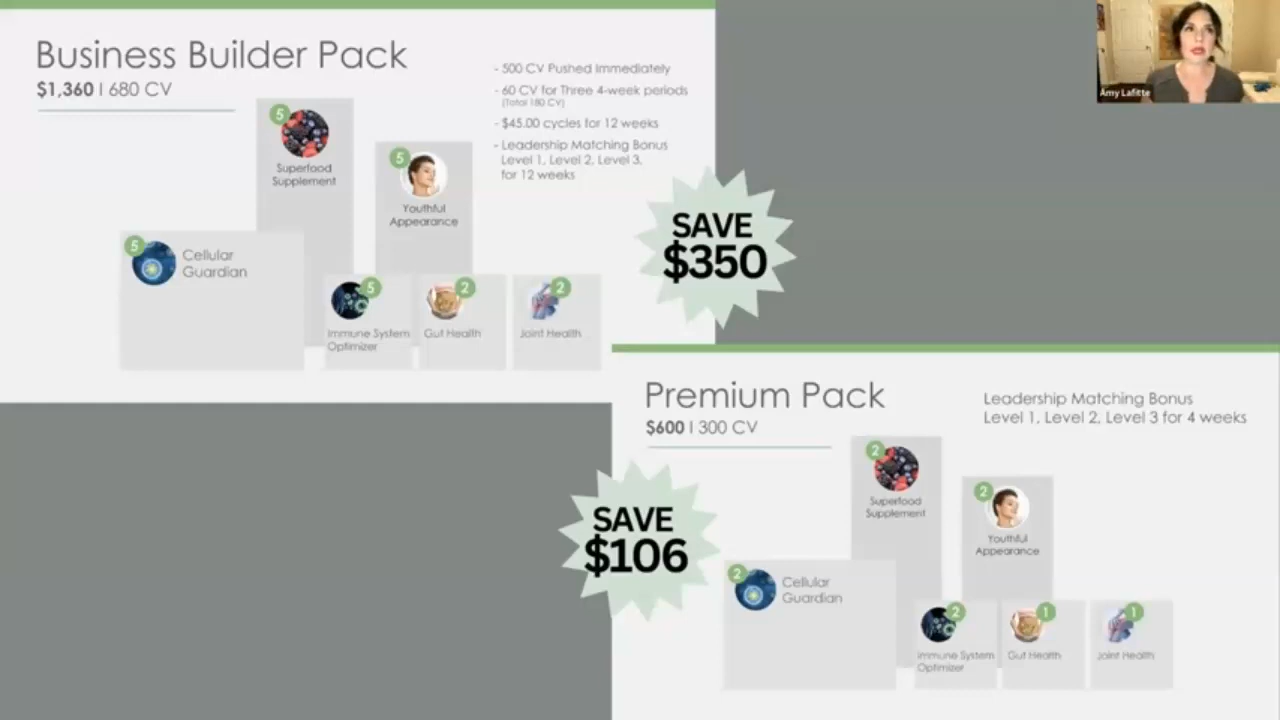 Business Builder Pack
$1,360 | 680 CV
- 500 CV Pushed Immediately
- 60 CV for Three 4-week periods
(Total 180 CV)
- $45.00 cycles for 12 weeks
- Leadership Matching Bonus
Level 1, Level 2, Level 3,
for 12 weeks
5
Superfood
Supplement
5
Youthful
Appearance
5
Cellular
Guardian
5
Immune System
Optimizer
2
Gut Health
2
Joint Health
SAVE
$350
Amy Lafitte
Premium Pack
$600 | 300 CV
Leadership Matching Bonus
Level 1, Level 2, Level 3 for 4 weeks
2
Superfood
Supplement
2
Youthful
Appearance
2
Cellular
Guardian
2
Immune System
Optimizer
1
Gut Health
1
Joint Health
SAVE
$106